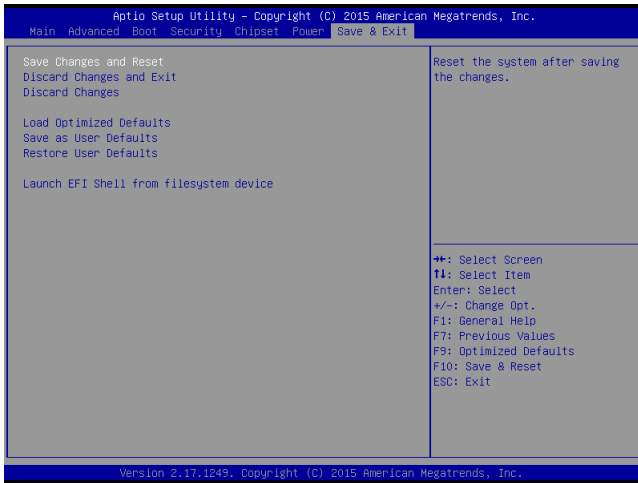 Aptio Setup Utility – Copyright (C) 2015 American Megatrends, Inc.
Main Advanced Boot Security Chipset Power Save & Exit
Save Changes and Reset
Discard Changes and Exit
Discard Changes
Load Optimized Defaults
Save as User Defaults
Restore User Defaults
Launch EFI Shell from filesystem device
Reset the system after saving
the changes.
→←: Select Screen
↑↓: Select Item
Enter: Select
+/-: Change Opt.
F1: General Help
F7: Previous Values
F9: Optimized Defaults
F10: Save & Reset
ESC: Exit
Version 2.17.1249. Copyright (C) 2015 American Megatrends, Inc.